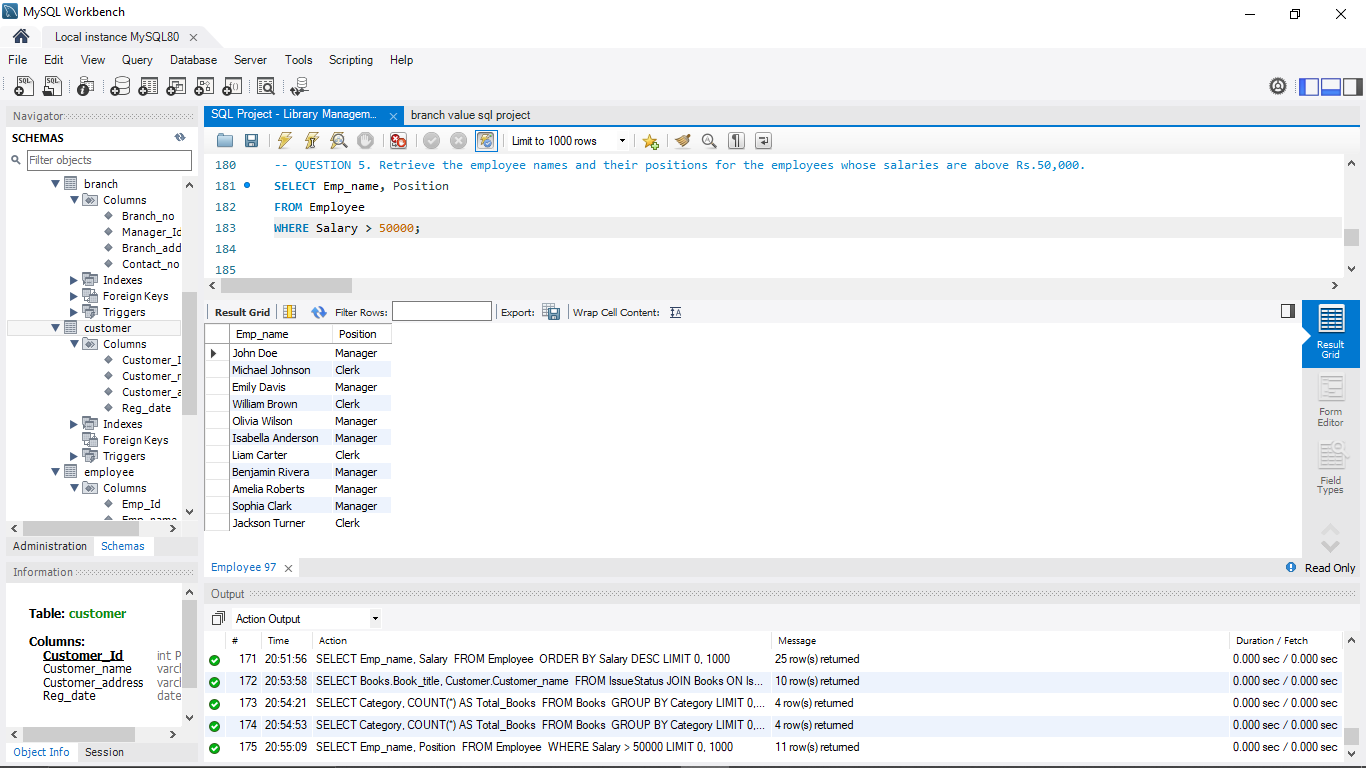 MySQL Workbench
Local instance MySQL80
File Edit View Query Database Server Tools Scripting Help
Navigator
SCHEMAS
Filter objects
branch
Columns
Branch_no
Manager_Id
Branch_add
Contact_no
Indexes
Foreign Keys
Triggers
customer
Columns
Customer_I
Customer_r
Customer_a
Reg_date
Indexes
Foreign Keys
Triggers
employee
Columns
Emp_Id
Emp_name
Administration Schemas
Information
Table: customer
Columns:
Customer_Id int P
Customer_name varch
Customer_address varch
Reg_date date
Object Info Session
SQL Project - Library Managem... branch value sql project
Limit to 1000 rows
180 -- QUESTION 5. Retrieve the employee names and their positions for the employees whose salaries are above Rs.50,000.
181 SELECT Emp_name, Position
182 FROM Employee
183 WHERE Salary > 50000;
184
185
Result Grid Filter Rows: Export: Wrap Cell Content:
Emp_name Position
John Doe Manager
Michael Johnson Clerk
Emily Davis Manager
William Brown Clerk
Olivia Wilson Manager
Isabella Anderson Manager
Liam Carter Clerk
Benjamin Rivera Manager
Amelia Roberts Manager
Sophia Clark Manager
Jackson Turner Clerk
Result
Grid
Form
Editor
Field
Types
Employee 97
Read Only
Output
Action Output
# Time Action Message Duration / Fetch
171 20:51:56 SELECT Emp_name, Salary FROM Employee ORDER BY Salary DESC LIMIT 0, 1000 25 row(s) returned 0.000 sec / 0.000 sec
172 20:53:58 SELECT Books.Book_title, Customer.Customer_name FROM IssueStatus JOIN Books ON Is... 10 row(s) returned 0.000 sec / 0.000 sec
173 20:54:21 SELECT Category, COUNT(*) AS Total_Books FROM Books GROUP BY Category LIMIT 0,... 4 row(s) returned 0.000 sec / 0.000 sec
174 20:54:53 SELECT Category, COUNT(*) AS Total_Books FROM Books GROUP BY Category LIMIT 0,... 4 row(s) returned 0.000 sec / 0.000 sec
175 20:55:09 SELECT Emp_name, Position FROM Employee WHERE Salary > 50000 LIMIT 0, 1000 11 row(s) returned 0.000 sec / 0.000 sec